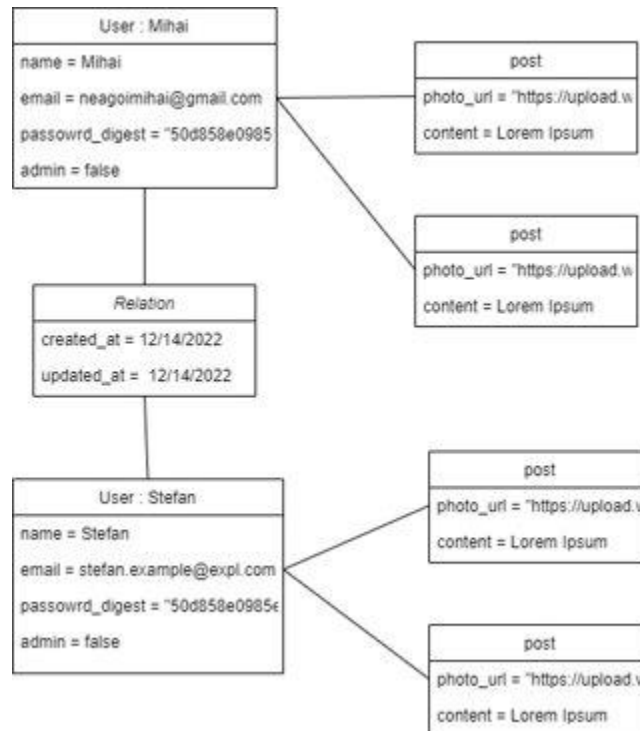 User : Mihai
name = Mihai
email = neagoimihai@gmail.com
passowrd_digest = "50d858e0985
admin = false
post
photo_url = "https://upload.w
content = Lorem Ipsum
post
photo_url = "https://upload.w
content = Lorem Ipsum
Relation
created_at = 12/14/2022
updated_at = 12/14/2022
User : Stefan
name = Stefan
email = stefan.example@expl.com
passowrd_digest = "50d858e0985e
admin = false
post
photo_url = "https://upload.w
content = Lorem Ipsum
post
photo_url = "https://upload.w
content = Lorem Ipsum